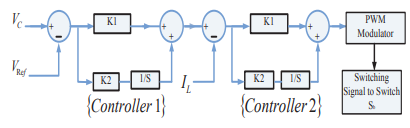 V_C
+
−
V_Ref
K1
K2
1/S
+
+
{Controller 1}
+
−
I_L
K1
K2
1/S
+
+
{Controller 2}
PWM
Modulator
Switching
Signal to Switch
S_b